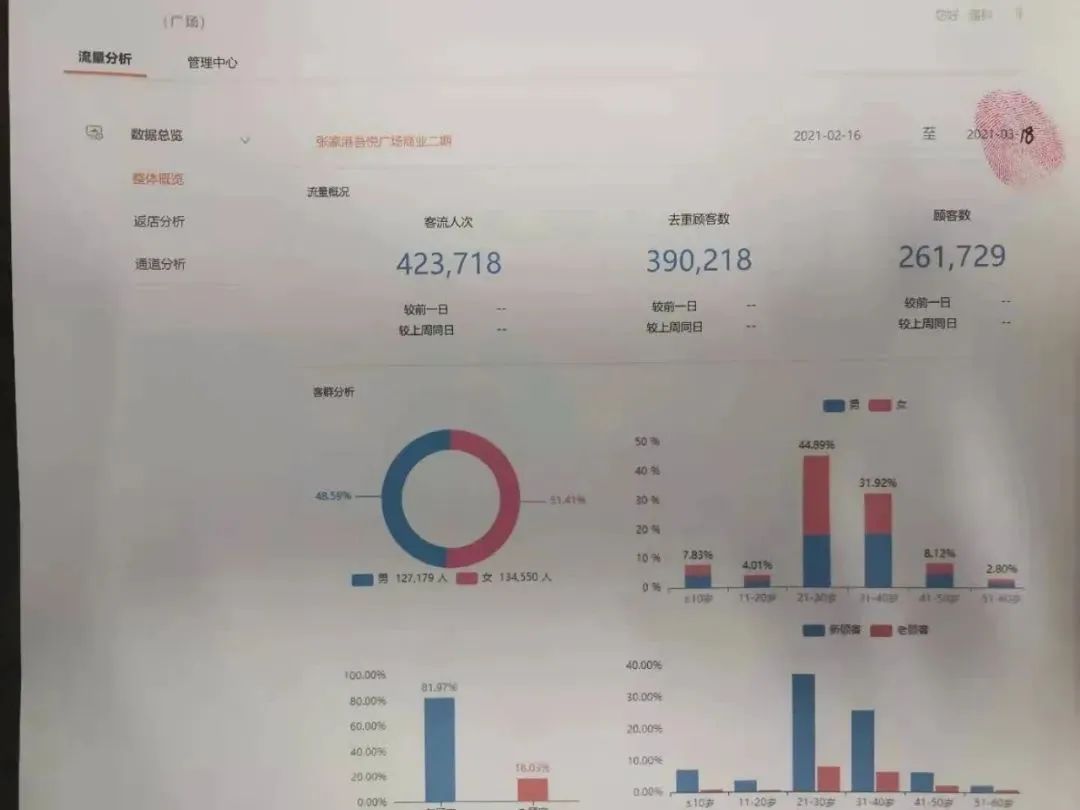 （广场）
流量分析 管理中心
数据总览
整体概览
返店分析
通道分析
张家港吾悦广场商业二期 2021-02-16 至 2021-03-18
流量概况
客流人次 去重顾客数 顾客数
423,718 390,218 261,729
较前一日 -- 较前一日 -- 较前一日 --
较上周同日 -- 较上周同日 -- 较上周同日 --
客群分析
48.59% 51.41%
男 127,179 人 女 134,550 人
男 女
50 %
40 %
30 %
20 %
10 %
0 %
7.83% 4.01% 44.89% 31.92% 8.12% 2.80%
≤10岁 11-20岁 21-30岁 31-40岁 41-50岁 51-60岁
100.00%
80.00%
60.00%
40.00%
20.00%
0.00%
81.97% 18.03%
新顾客 老顾客
40.00%
30.00%
20.00%
10.00%
0.00%
≤10岁 11-20岁 21-30岁 31-40岁 41-50岁 51-60岁